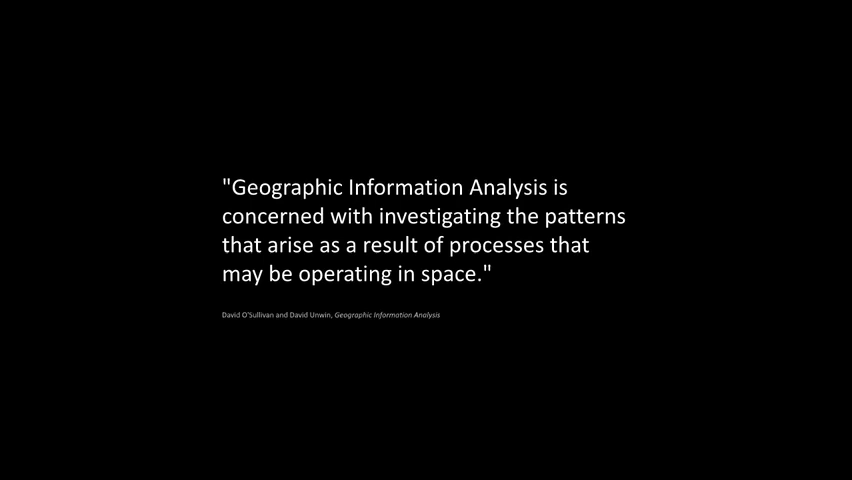 "Geographic Information Analysis is
concerned with investigating the patterns
that arise as a result of processes that
may be operating in space."
David O'Sullivan and David Unwin, Geographic Information Analysis